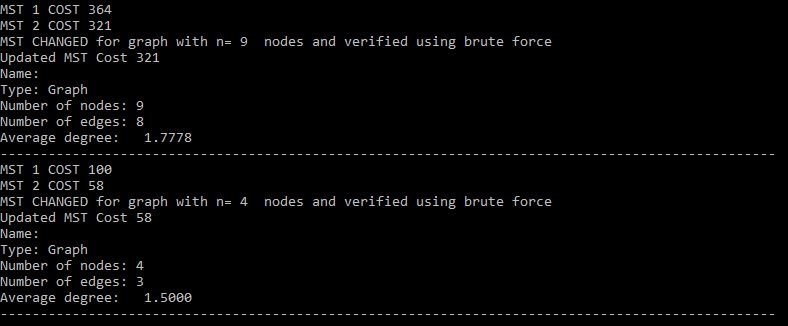 MST 1 COST 364
MST 2 COST 321
MST CHANGED for graph with n= 9  nodes and verified using brute force
Updated MST Cost 321
Name:
Type: Graph
Number of nodes: 9
Number of edges: 8
Average degree:   1.7778
-------------------------------------------------------------------------------------------------
MST 1 COST 100
MST 2 COST 58
MST CHANGED for graph with n= 4  nodes and verified using brute force
Updated MST Cost 58
Name:
Type: Graph
Number of nodes: 4
Number of edges: 3
Average degree:   1.5000
-------------------------------------------------------------------------------------------------